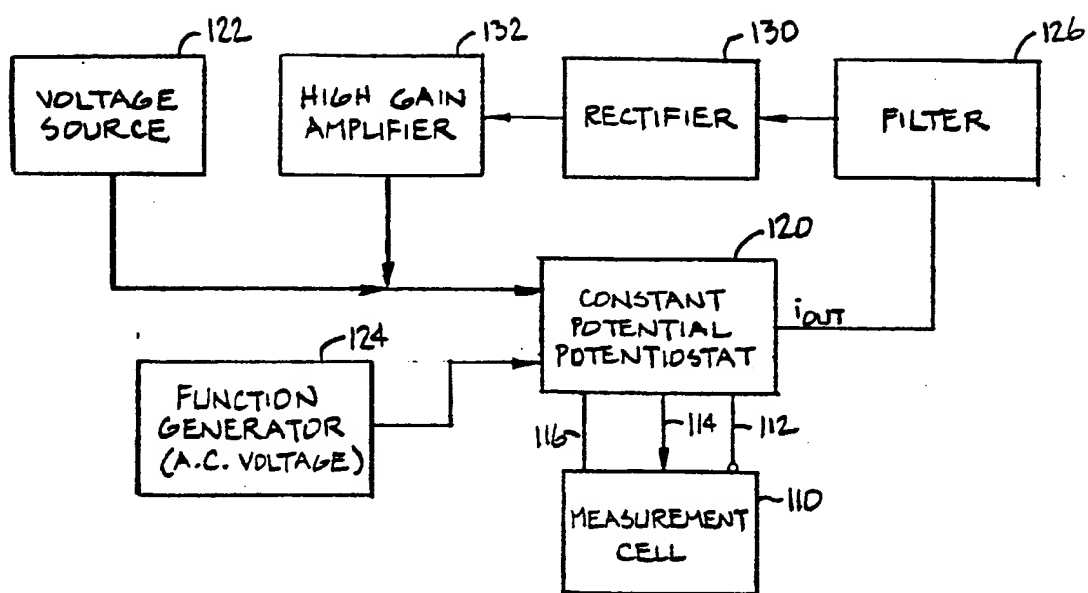 122
VOLTAGE
SOURCE
132
HIGH GAIN
AMPLIFIER
130
RECTIFIER
126
FILTER
120
CONSTANT
POTENTIAL
POTENTIOSTAT
iOUT
124
FUNCTION
GENERATOR
(A.C. VOLTAGE)
116
114
112
MEASUREMENT
CELL
110